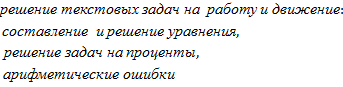 решение текстовых задач на работу и движение:
составление и решение уравнения,
решение задач на проценты,
арифметические ошибки